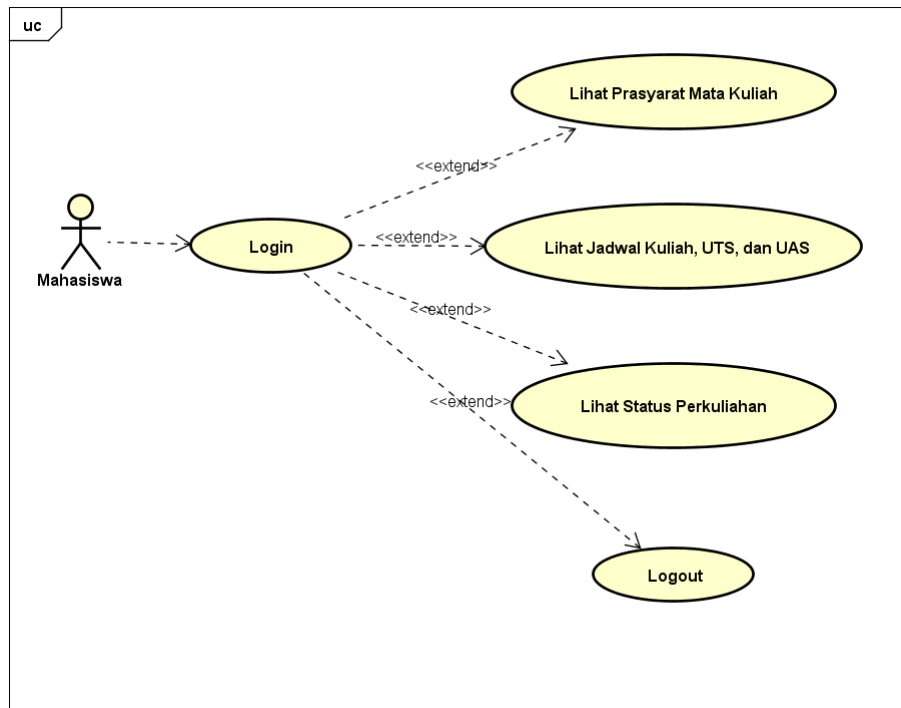 uc
Lihat Prasyarat Mata Kuliah
<<extend>>
Login
<<extend>>
Lihat Jadwal Kuliah, UTS, dan UAS
Mahasiswa
<<extend>>
<<extend>>
Lihat Status Perkuliahan
Logout